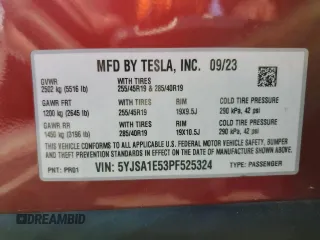 MFD BY TESLA, INC. 09/23
GVWR WITH TIRES
2502 kg (5516 lb) 255/45R19 & 285/40R19
GAWR FRT WITH TIRES RIM COLD TIRE PRESSURE
1200 kg (2645 lb) 255/45R19 19X9.5J 290 kPa, 42 psi
GAWR RR WITH TIRES RIM COLD TIRE PRESSURE
1450 kg (3196 lb) 285/40R19 19X10.5J 290 kPa, 42 psi
THIS VEHICLE CONFORMS TO ALL APPLICABLE FEDERAL MOTOR VEHICLE SAFETY, BUMPER
AND THEFT PREVENTION STANDARDS IN EFFECT ON THE DATE OF MANUFACTURE SHOWN ABOVE.
PNT: PR01 VIN: 5YJSA1E53PF525324 TYPE: PASSENGER
DREAMBID